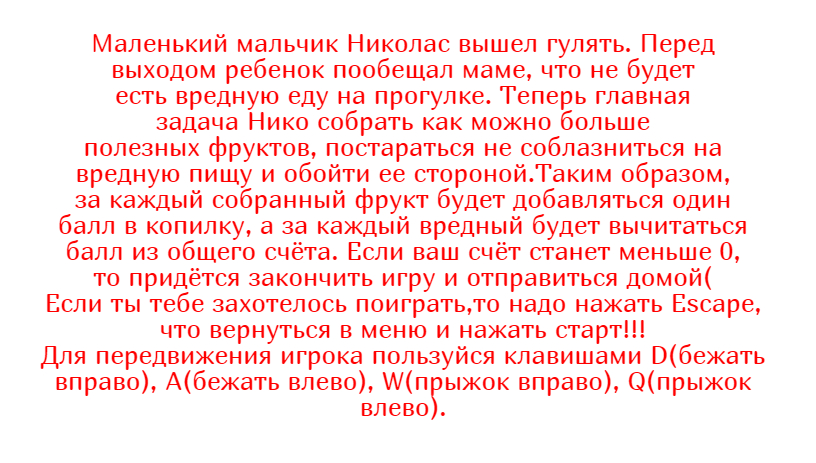 Маленький мальчик Николас вышел гулять. Перед
выходом ребенок пообещал маме, что не будет
есть вредную еду на прогулке. Теперь главная
задача Нико собрать как можно больше
полезных фруктов, постараться не соблазниться на
вредную пищу и обойти ее стороной.Таким образом,
за каждый собранный фрукт будет добавляться один
балл в копилку, а за каждый вредный будет вычитаться
балл из общего счёта. Если ваш счёт станет меньше 0,
то придётся закончить игру и отправиться домой(
Если ты тебе захотелось поиграть,то надо нажать Escape,
что вернуться в меню и нажать старт!!!
Для передвижения игрока пользуйся клавишами D(бежать
вправо), A(бежать влево), W(прыжок вправо), Q(прыжок
влево).